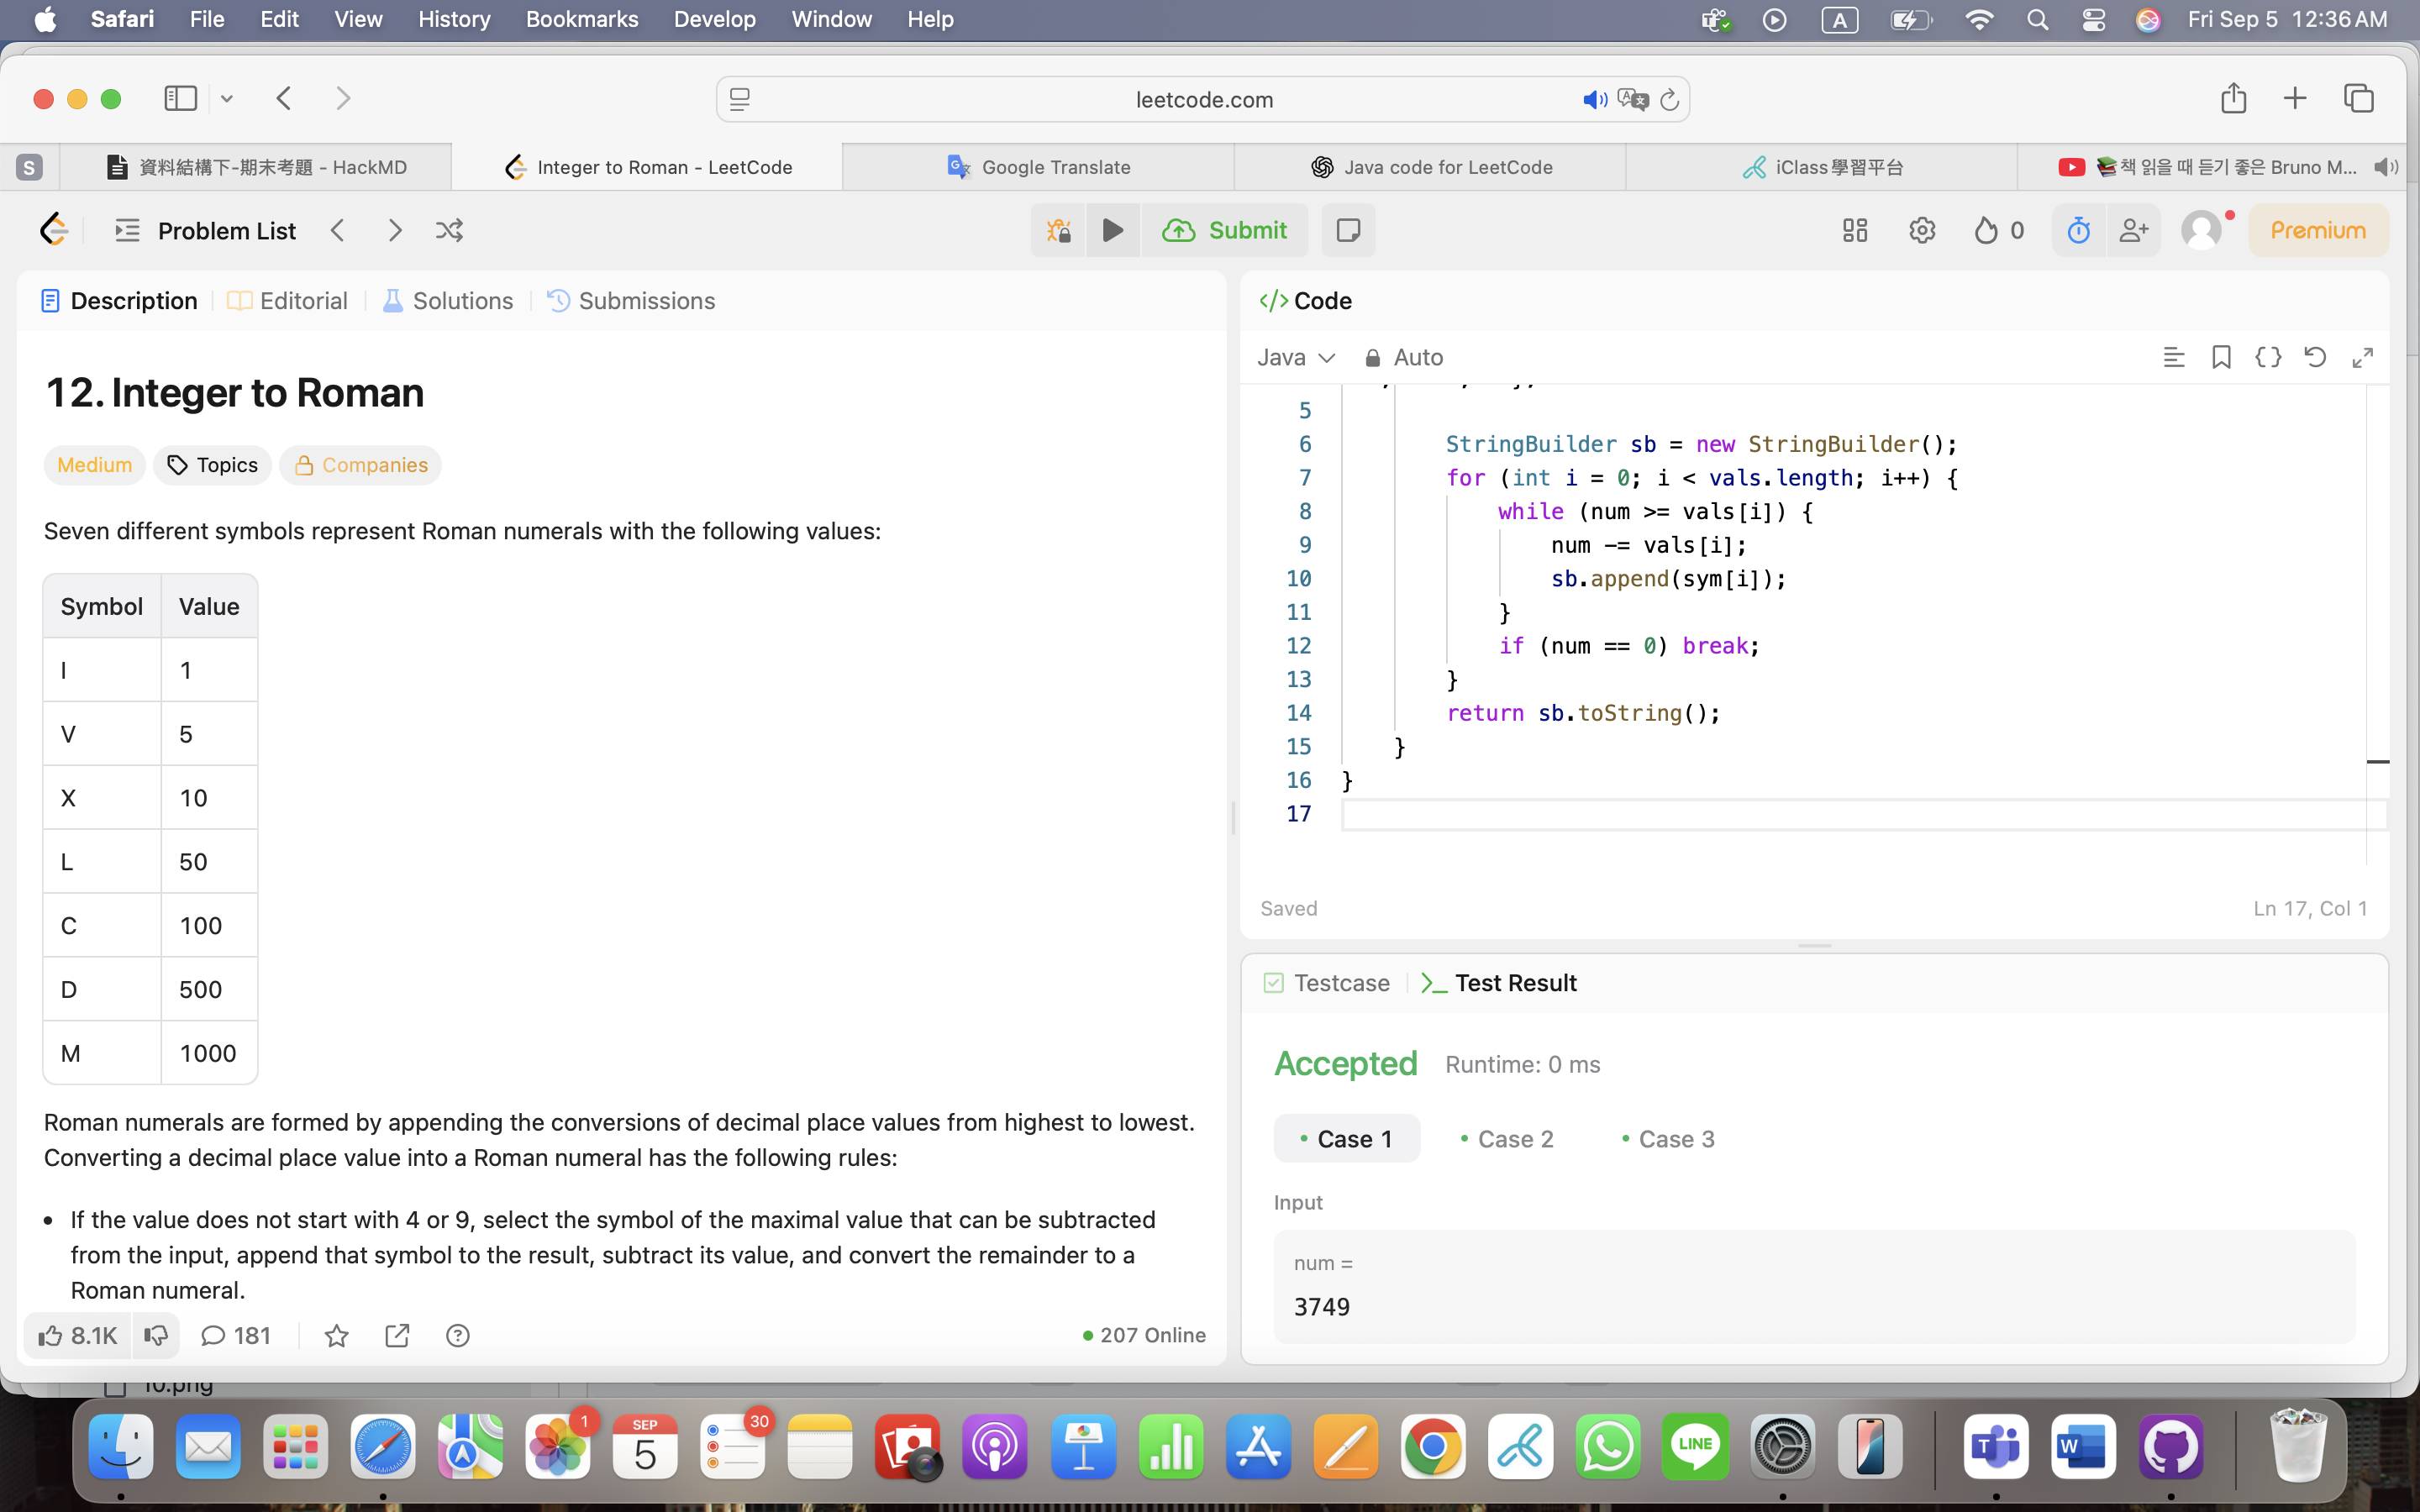 Safari File Edit View History Bookmarks Develop Window Help A Fri Sep 5 12:36 AM
leetcode.com
S 資料結構下-期末考題 - HackMD Integer to Roman - LeetCode Google Translate Java code for LeetCode iClass學習平台 책 읽을 때 듣기 좋은 Bruno M...
Problem List Submit 0 Premium
Description Editorial Solutions Submissions
12. Integer to Roman
Medium Topics Companies
Seven different symbols represent Roman numerals with the following values:
Symbol Value
I 1
V 5
X 10
L 50
C 100
D 500
M 1000
Roman numerals are formed by appending the conversions of decimal place values from highest to lowest.
Converting a decimal place value into a Roman numeral has the following rules:
• If the value does not start with 4 or 9, select the symbol of the maximal value that can be subtracted
from the input, append that symbol to the result, subtract its value, and convert the remainder to a
Roman numeral.
8.1K 181 207 Online
</> Code
Java Auto
5
6 StringBuilder sb = new StringBuilder();
7 for (int i = 0; i < vals.length; i++) {
8 while (num >= vals[i]) {
9 num -= vals[i];
10 sb.append(sym[i]);
11 }
12 if (num == 0) break;
13 }
14 return sb.toString();
15 }
16 }
17
Saved Ln 17, Col 1
Testcase Test Result
Accepted Runtime: 0 ms
Case 1 Case 2 Case 3
Input
num =
3749
10.png
1 SEP 5 30 LINE T W